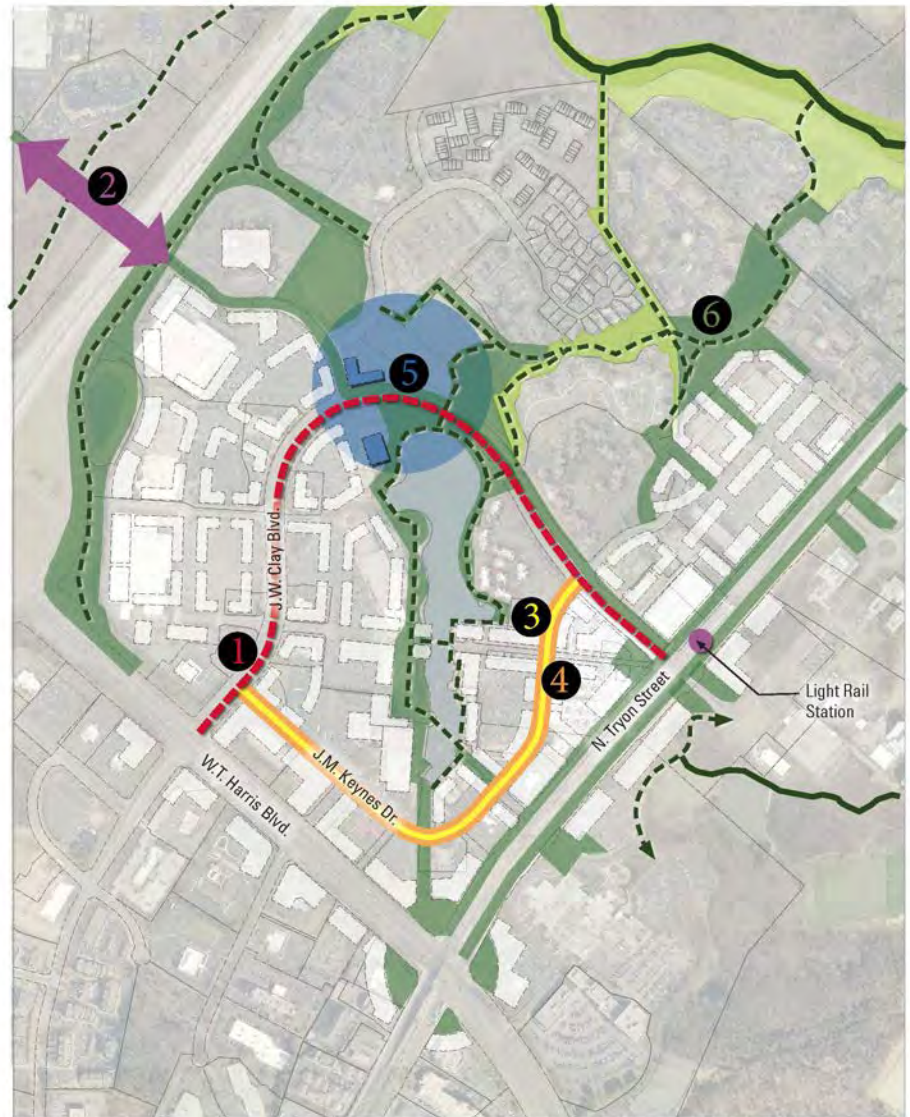 2
6
5
J.W. Clay Blvd.
3
1
4
Light Rail
Station
N. Tryon Street
J.M. Keynes Dr.
W.T. Harris Blvd.